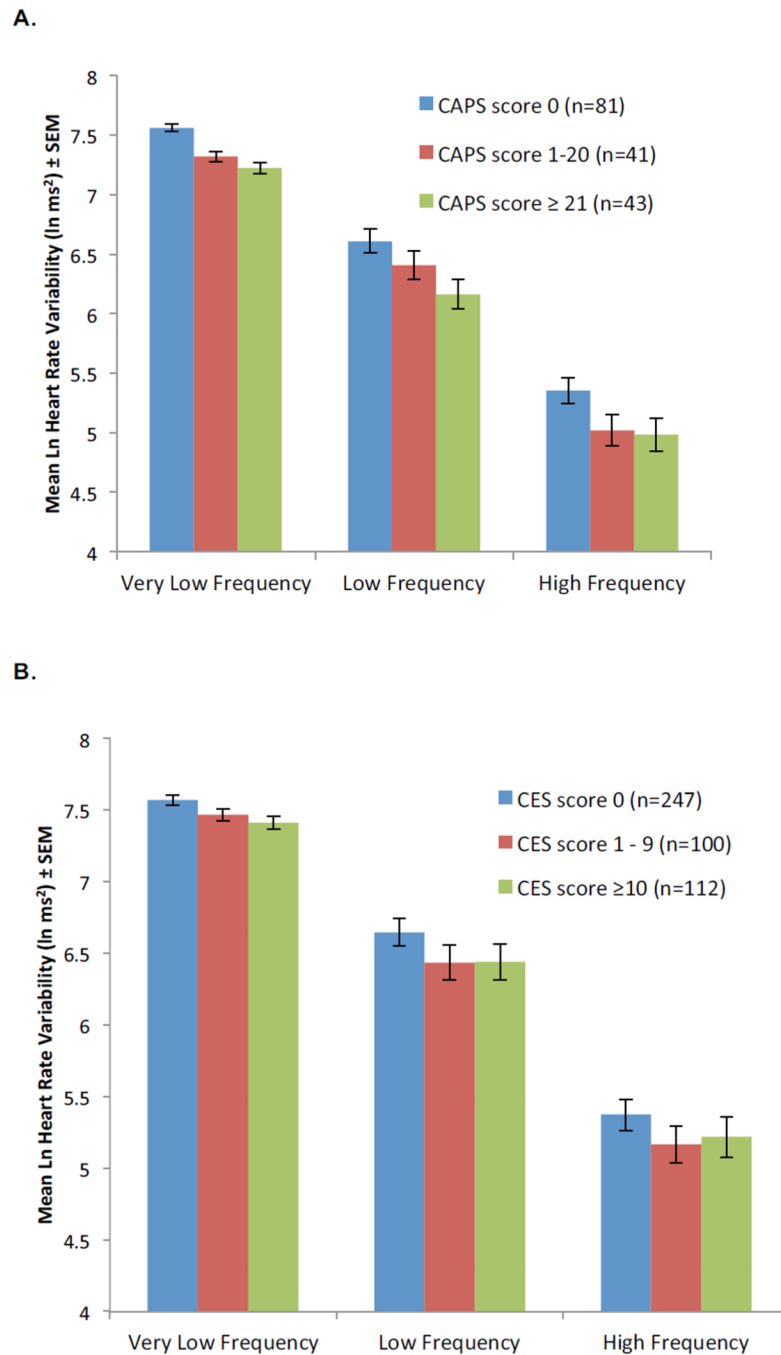 A.
Mean Ln Heart Rate Variability (ln ms²) ± SEM
8
7.5
7
6.5
6
5.5
5
4.5
4
CAPS score 0 (n=81)
CAPS score 1-20 (n=41)
CAPS score ≥ 21 (n=43)
Very Low Frequency Low Frequency High Frequency
B.
Mean Ln Heart Rate Variability (ln ms²) ± SEM
8
7.5
7
6.5
6
5.5
5
4.5
4
CES score 0 (n=247)
CES score 1 - 9 (n=100)
CES score ≥10 (n=112)
Very Low Frequency Low Frequency High Frequency